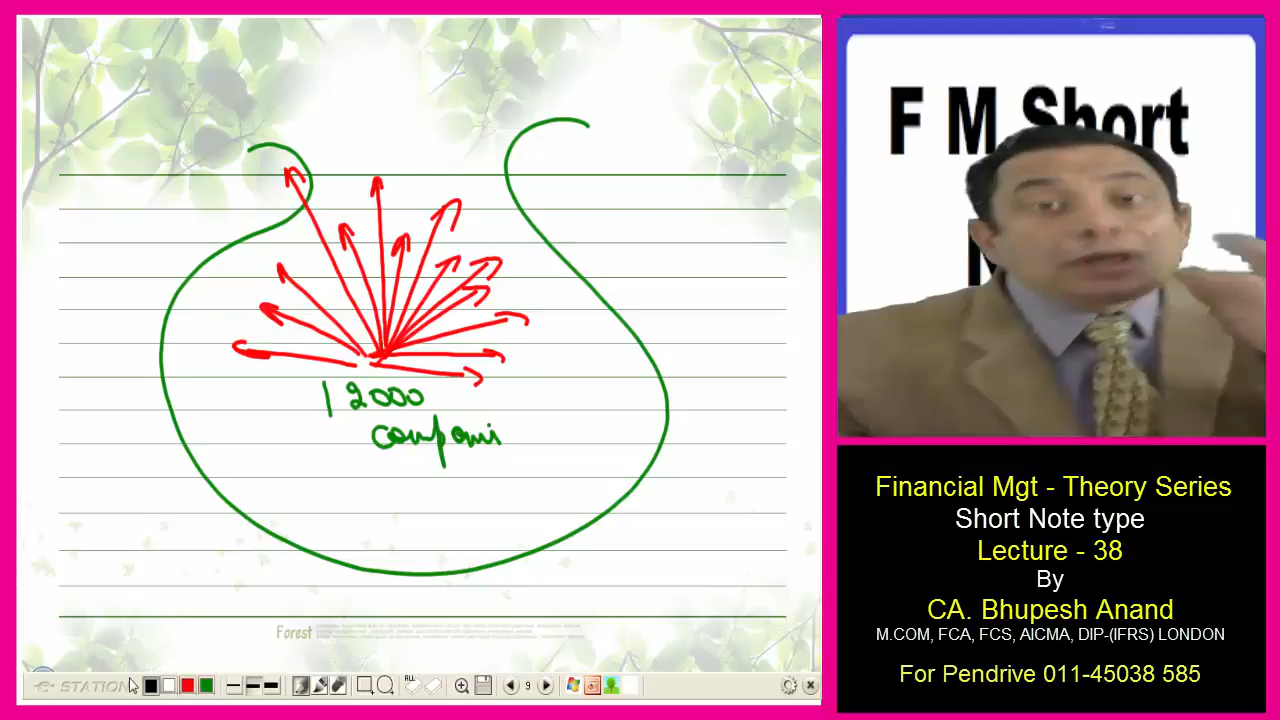 12000
compani
Forest
STATION
ALL
9
F M Short
N
Financial Mgt - Theory Series
Short Note type
Lecture - 38
By
CA. Bhupesh Anand
M.COM, FCA, FCS, AICMA, DIP-(IFRS) LONDON
For Pendrive 011-45038 585